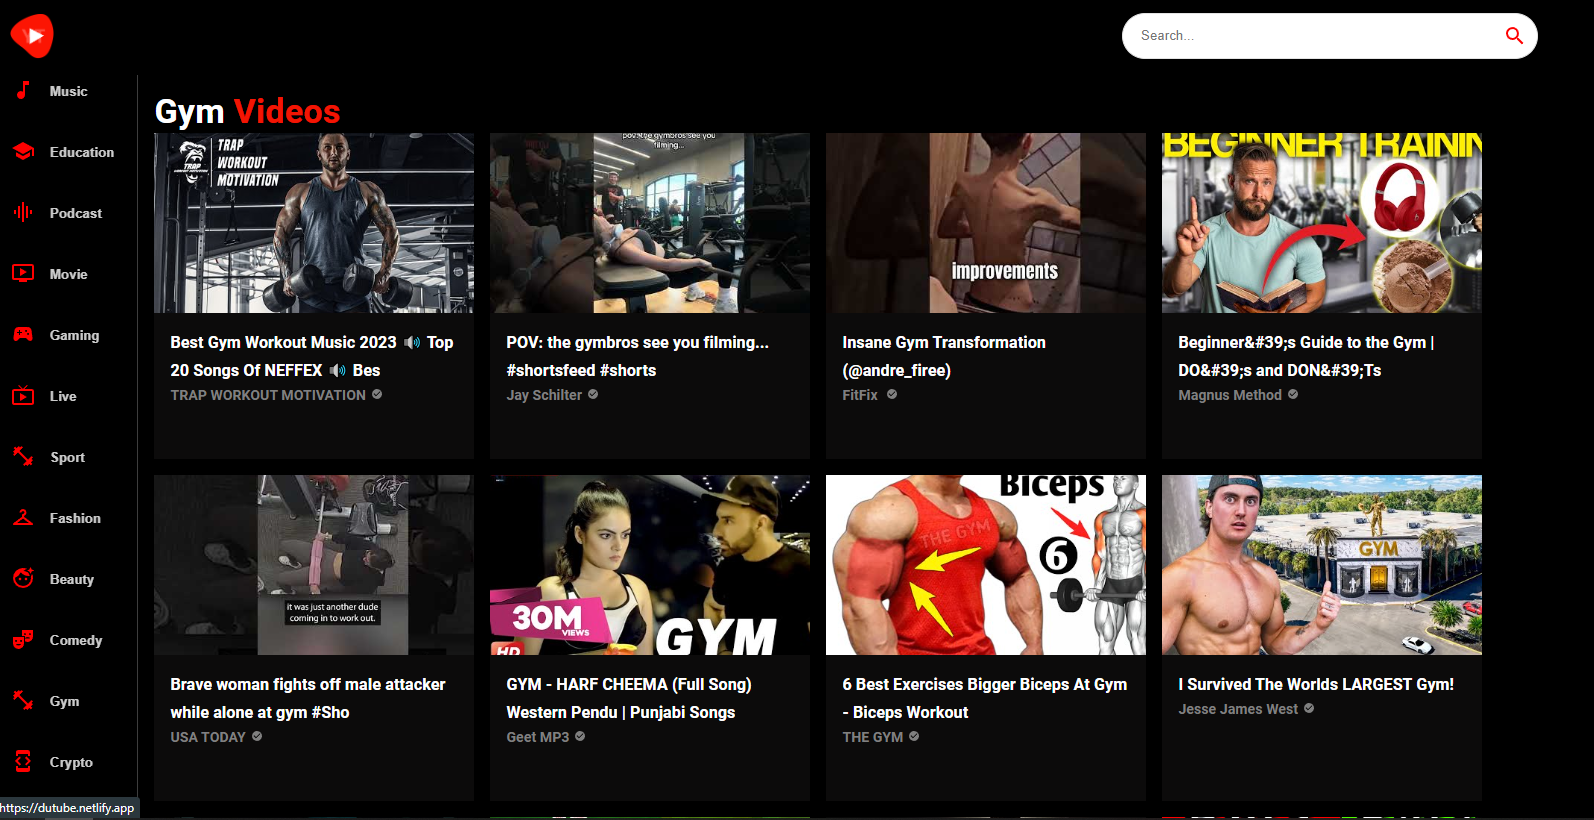 Search...
Music
Education
Podcast
Movie
Gaming
Live
Sport
Fashion
Beauty
Comedy
Gym
Crypto
https://dutube.netlify.app
Gym Videos
TRAP
WORKOUT
MOTIVATION
TRAP
Best Gym Workout Music 2023 🔊 Top
20 Songs Of NEFFEX 🔊 Bes
TRAP WORKOUT MOTIVATION
pov: the gymbros see you
filming...
POV: the gymbros see you filming...
#shortsfeed #shorts
Jay Schilter
improvements
Insane Gym Transformation
(@andre_firee)
FitFix
BEGINNER TRAININ
Beginner&#39;s Guide to the Gym |
DO&#39;s and DON&#39;Ts
Magnus Method
it was just another dude
coming in to work out.
Brave woman fights off male attacker
while alone at gym #Sho
USA TODAY
30M
VIEWS
HD
GYM
GYM - HARF CHEEMA (Full Song)
Western Pendu | Punjabi Songs
Geet MP3
Biceps
THE GYM
6
6 Best Exercises Bigger Biceps At Gym
- Biceps Workout
THE GYM
GYM
I Survived The Worlds LARGEST Gym!
Jesse James West